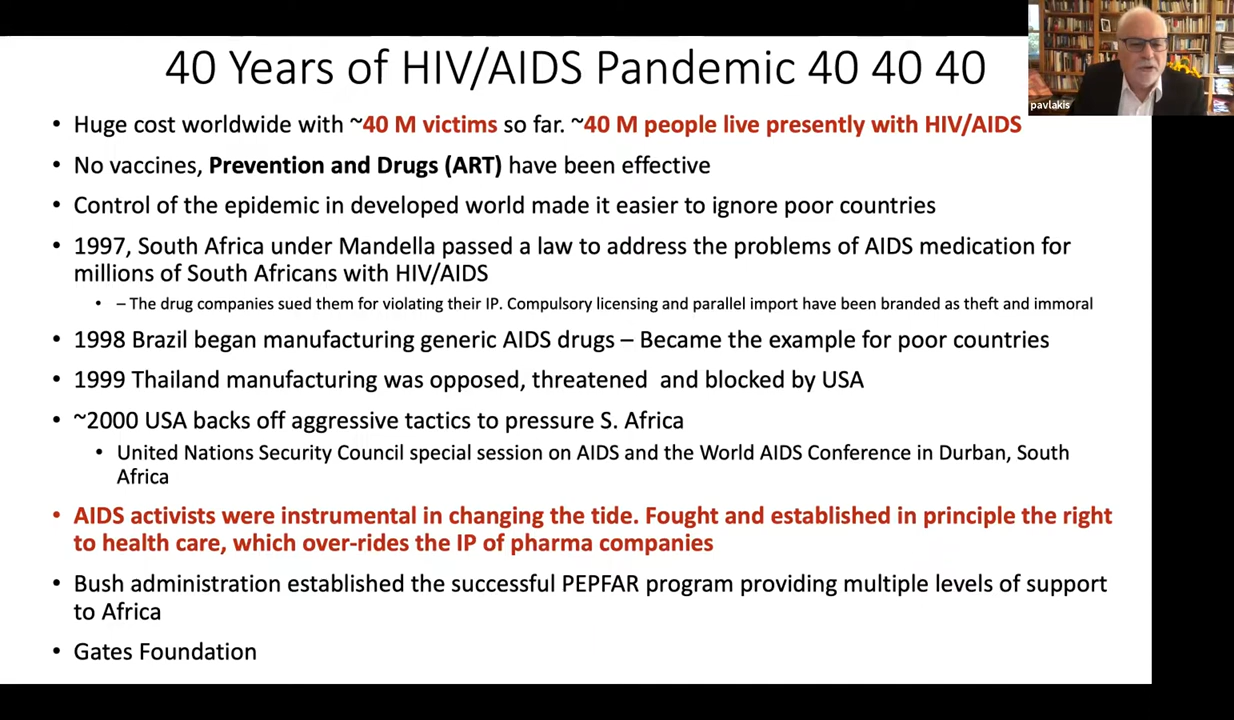 40 Years of HIV/AIDS Pandemic 40 40 40
pavlakis
• Huge cost worldwide with ~40 M victims so far. ~40 M people live presently with HIV/AIDS
• No vaccines, Prevention and Drugs (ART) have been effective
• Control of the epidemic in developed world made it easier to ignore poor countries
• 1997, South Africa under Mandella passed a law to address the problems of AIDS medication for
millions of South Africans with HIV/AIDS
• – The drug companies sued them for violating their IP. Compulsory licensing and parallel import have been branded as theft and immoral
• 1998 Brazil began manufacturing generic AIDS drugs – Became the example for poor countries
• 1999 Thailand manufacturing was opposed, threatened and blocked by USA
• ~2000 USA backs off aggressive tactics to pressure S. Africa
• United Nations Security Council special session on AIDS and the World AIDS Conference in Durban, South
Africa
• AIDS activists were instrumental in changing the tide. Fought and established in principle the right
to health care, which over-rides the IP of pharma companies
• Bush administration established the successful PEPFAR program providing multiple levels of support
to Africa
• Gates Foundation